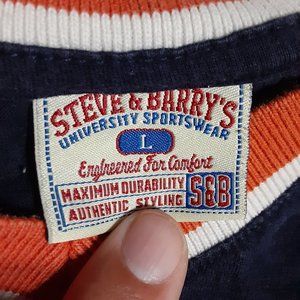 STEVE & BARRY'S
UNIVERSITY SPORTSWEAR
L
Engineered For Comfort
MAXIMUM DURABILITY
AUTHENTIC STYLING
S&B